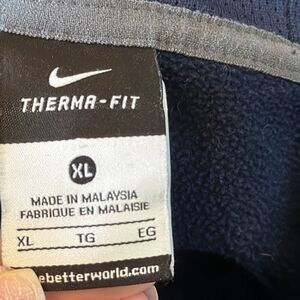 THERMA-FIT
XL
MADE IN MALAYSIA
FABRIQUE EN MALAISIE
XL TG EG
ebetterworld.com